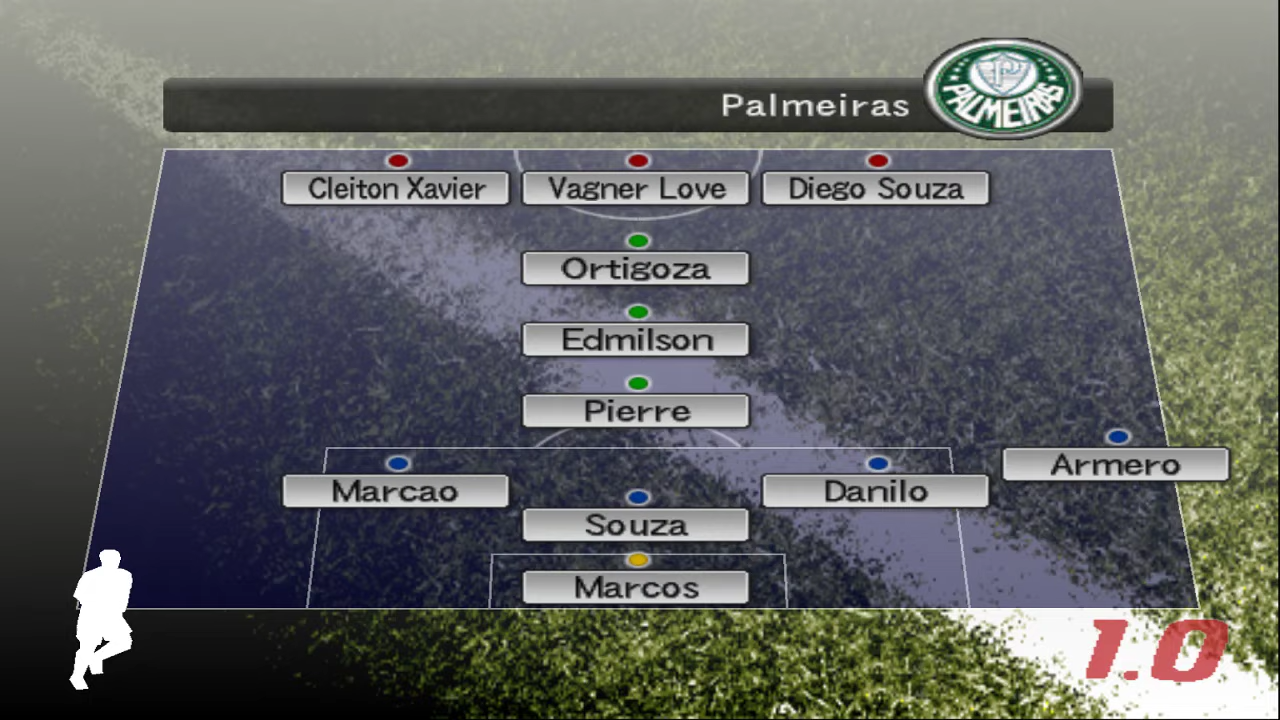 Palmeiras
PALMEIRAS
Cleiton Xavier
Vagner Love
Diego Souza
Ortigoza
Edmilson
Pierre
Armero
Marcao
Danilo
Souza
Marcos
1.0